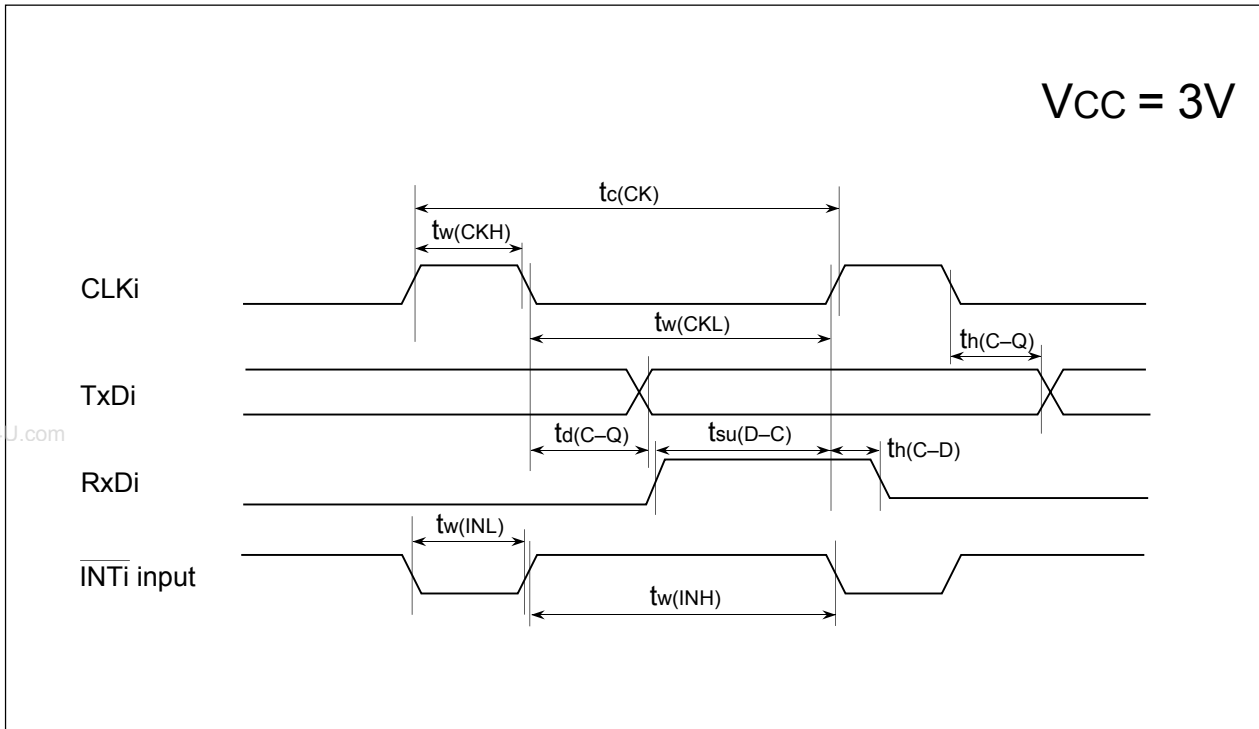 VCC = 3V
tc(CK)
tw(CKH)
CLKi
tw(CKL)
th(C–Q)
TxDi
U.com
td(C–Q)
tsu(D–C)
th(C–D)
RxDi
tw(INL)
INTi input
tw(INH)